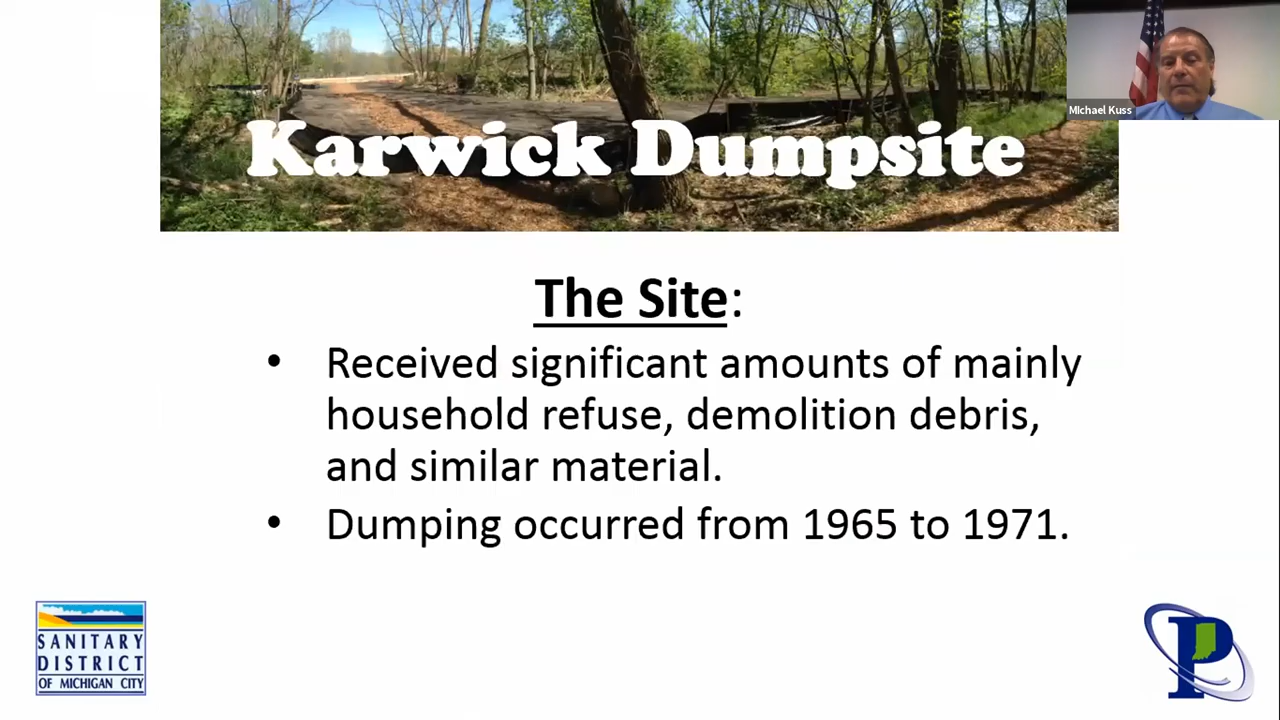 Karwick Dumpsite
Michael Kuss
The Site:
• Received significant amounts of mainly
household refuse, demolition debris,
and similar material.
• Dumping occurred from 1965 to 1971.
SANITARY
DISTRICT
OF MICHIGAN CITY
P